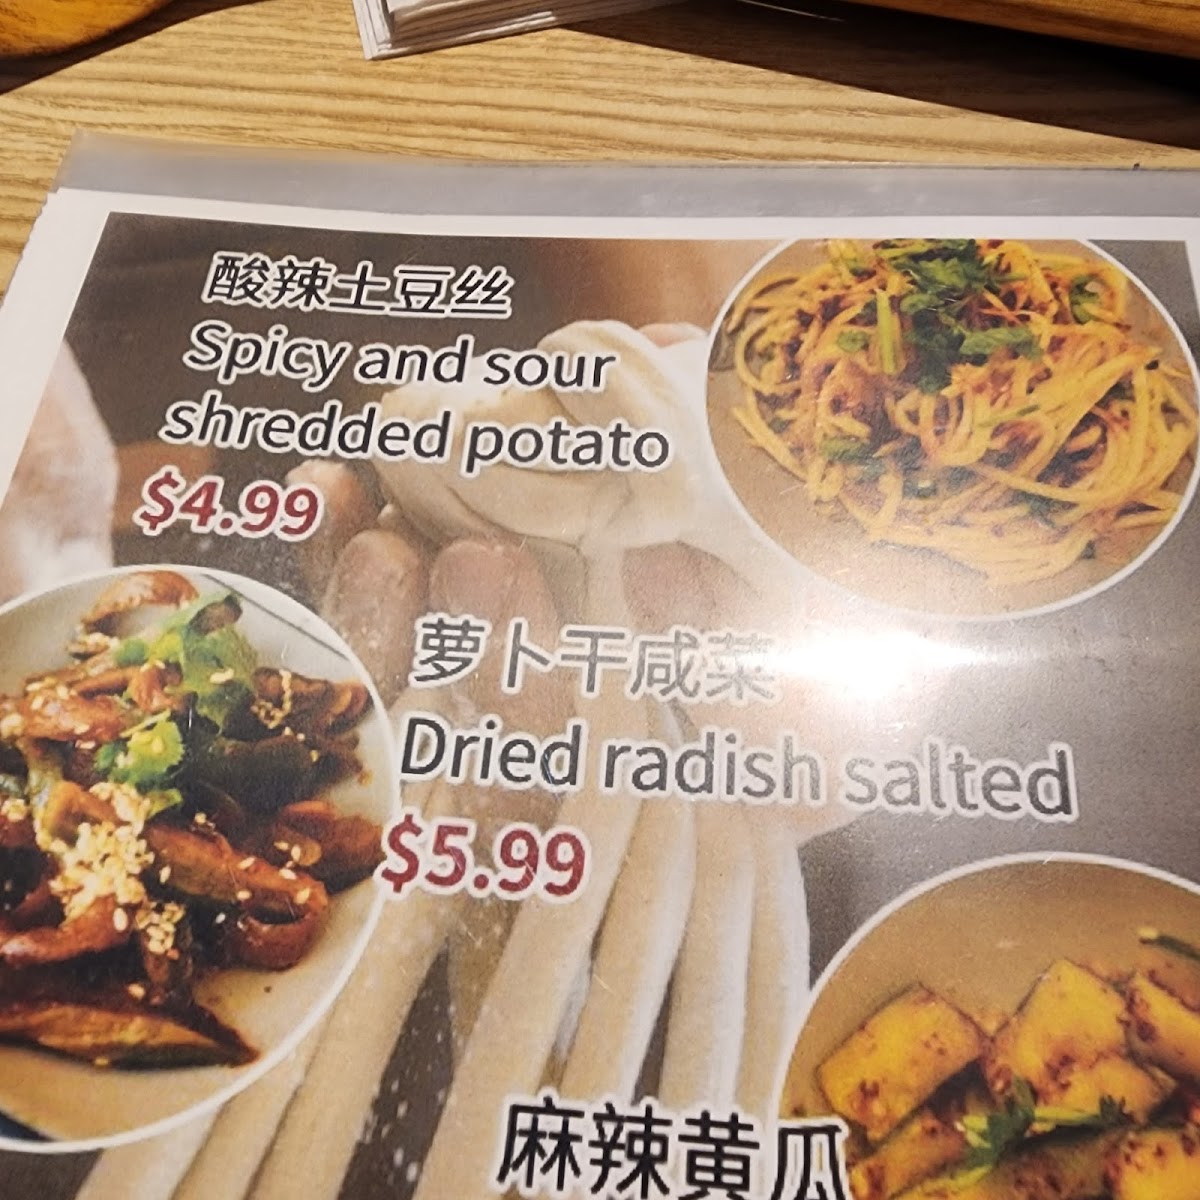 酸辣土豆丝
Spicy and sour
shredded potato
$4.99
萝卜干咸菜
Dried radish salted
$5.99
麻辣黄瓜